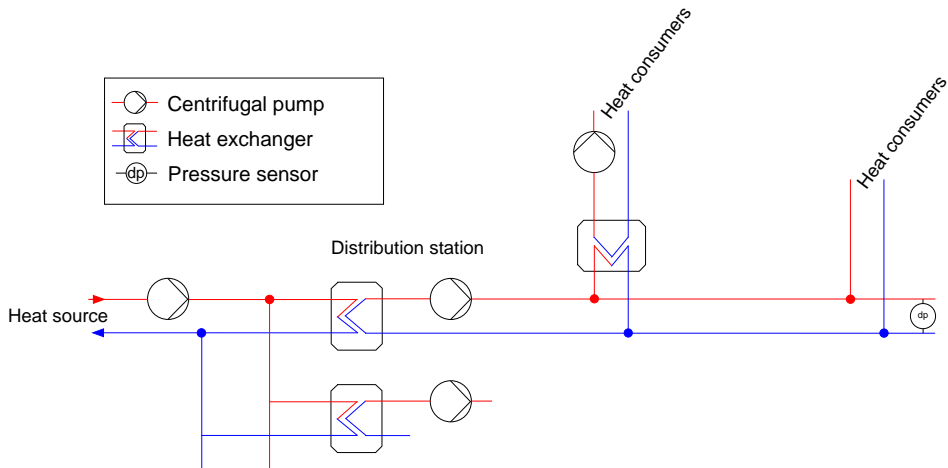 Heat consumers
Heat consumers
Centrifugal pump
Heat exchanger
dp
Pressure sensor
Distribution station
Heat source
dp